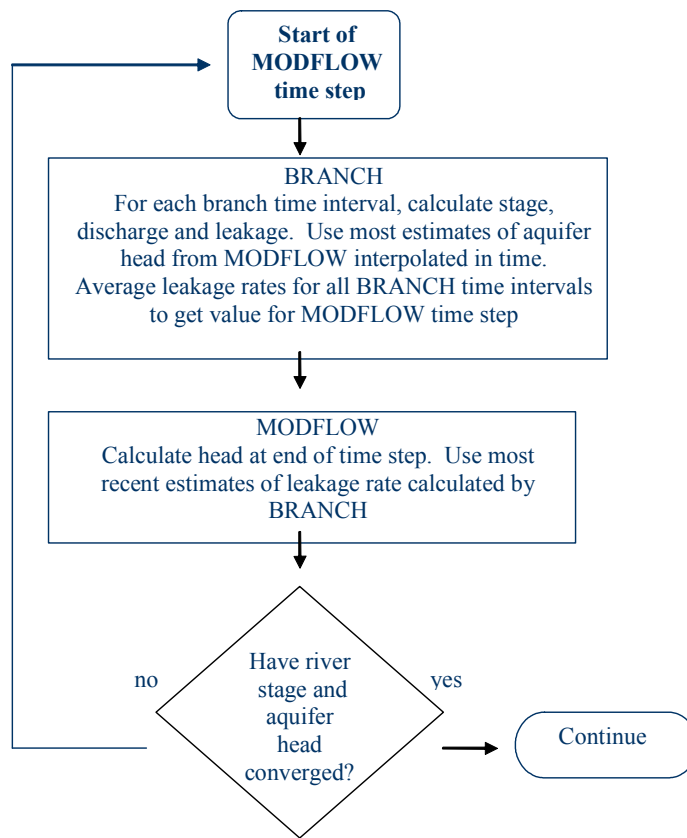 Start of
MODFLOW
time step
BRANCH
For each branch time interval, calculate stage,
discharge and leakage. Use most estimates of aquifer
head from MODFLOW interpolated in time.
Average leakage rates for all BRANCH time intervals
to get value for MODFLOW time step
MODFLOW
Calculate head at end of time step. Use most
recent estimates of leakage rate calculated by
BRANCH
no
Have river
stage and
aquifer
head
converged?
yes
Continue